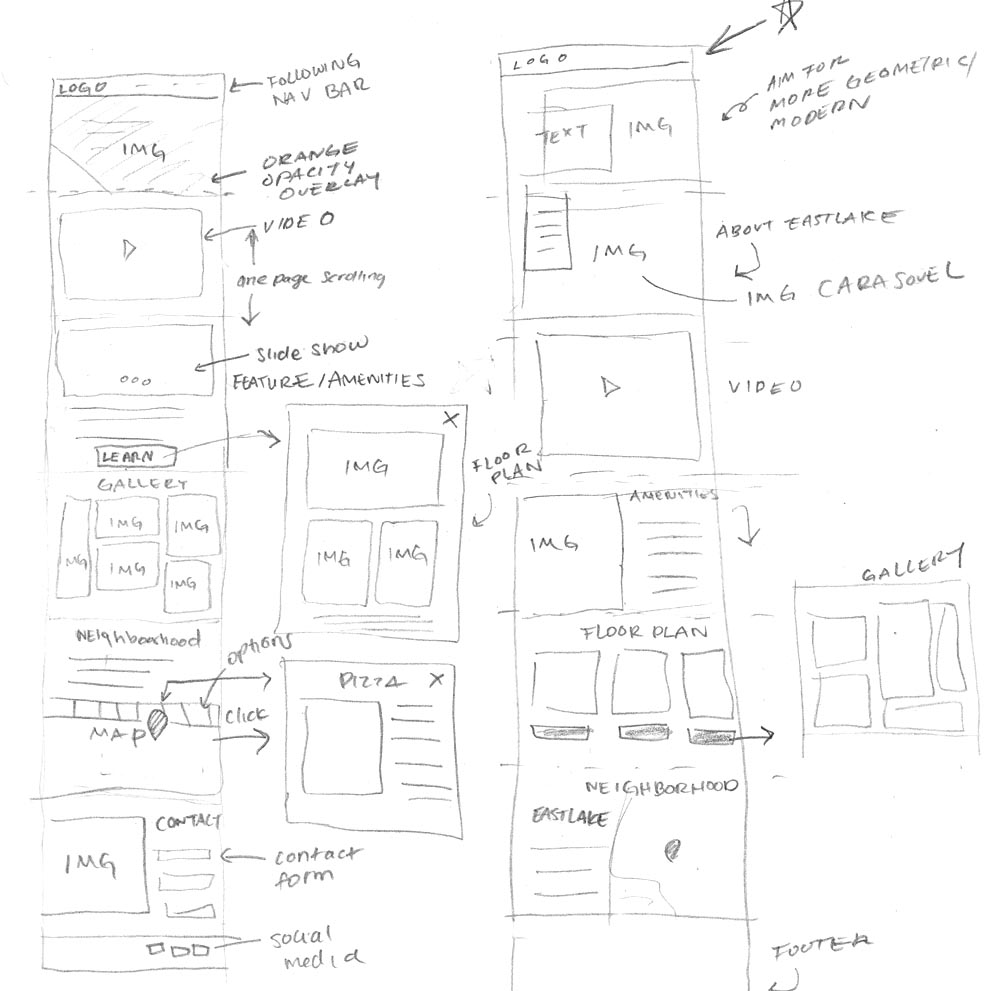 LOGO
FOLLOWING
NAV BAR
IMG
ORANGE
OPACITY
OVERLAY
VIDEO
one page scrolling
Slide show
FEATURE/AMENITIES
LEARN
GALLERY
IMG
IMG
IMG
IMG
IMG
IMG
IMG
IMG
FLOOR
PLAN
NEIghbourhood
options
MAP
Click
PIZZA X
CONTACT
IMG
contact
form
social
media
LOGO
AIM FOR
MORE GEOMETRIC/
MODERN
TEXT IMG
ABOUT EASTLAKE
IMG
IMG CARASOUEL
VIDEO
AMENITIES
IMG
GALLERY
FLOOR PLAN
NEIGHBORHOOD
EASTLAKE
FOOTER